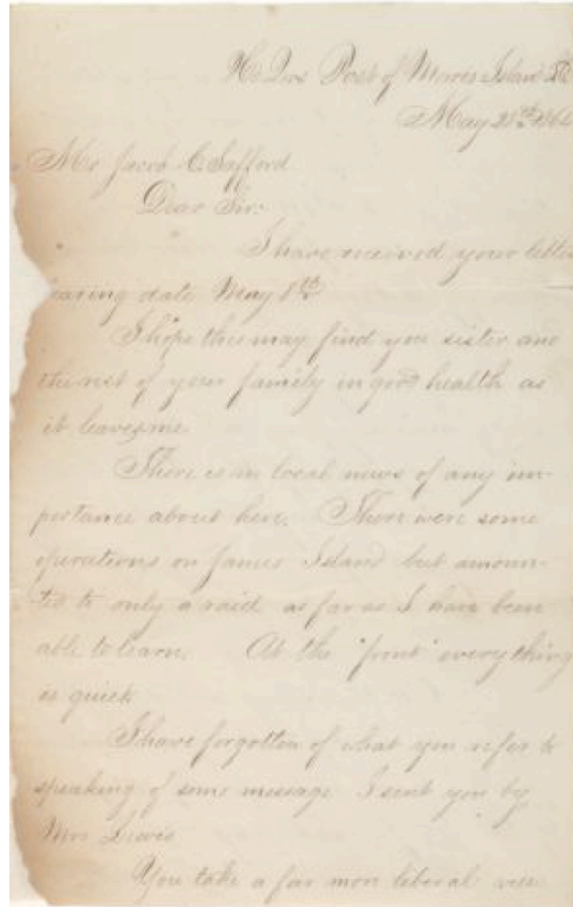 Hd Qrs Post of Morris Island SC
May 28th 186
Mr Jacob C. Safford
Dear Sir:
I have received your letter
earing date May 8th
I hope this may find you sister and
the rest of your family in good health as
it leaves me.
There is no local news of any im-
portance about here. There were some
operations on James Island but amoun-
ted to only a raid as far as I have been
able to learn. At the "front" everything
is quiet
I have forgotten of what you refer to
speaking of some message I sent you by
Mrs Lewis
You take a far more liberal view